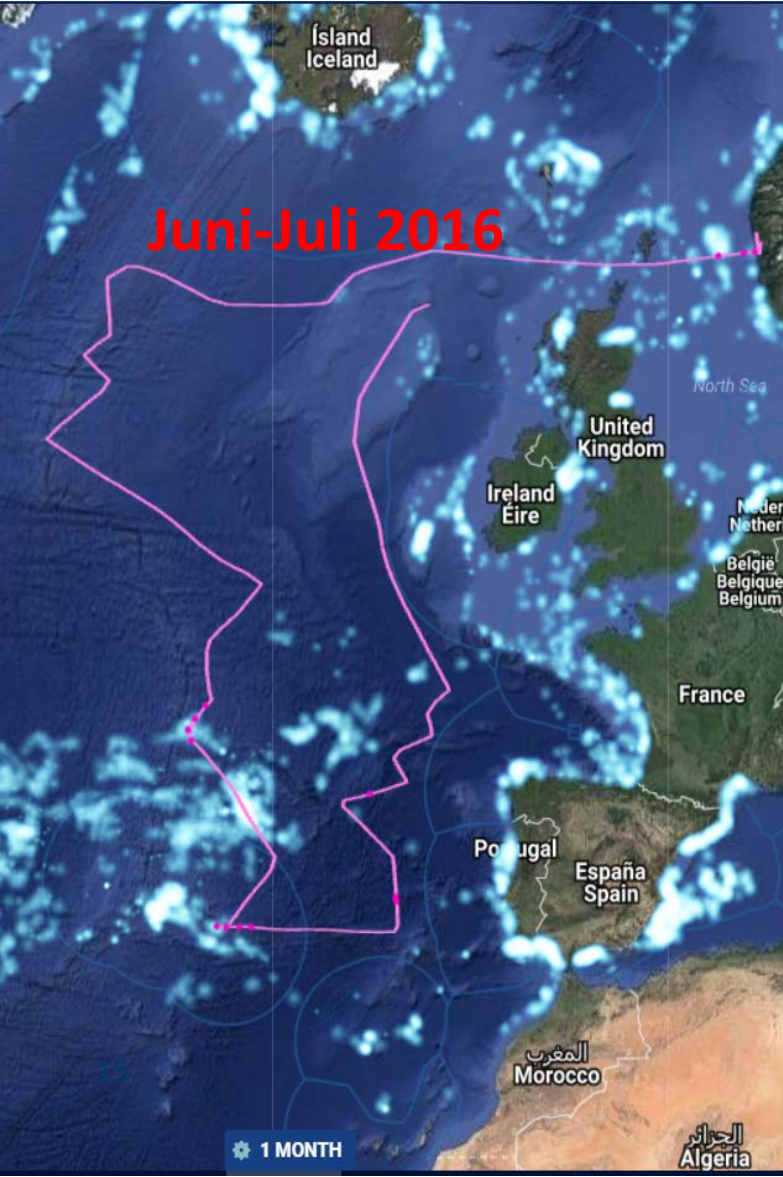 Ísland
Iceland
Juni-Juli 2016
North Sea
United
Kingdom
Ireland
Éire
Neder
Nether
België
Belgique
Belgium
France
Portugal
España
Spain
المغرب
Morocco
الجزائر
Algeria
1 MONTH